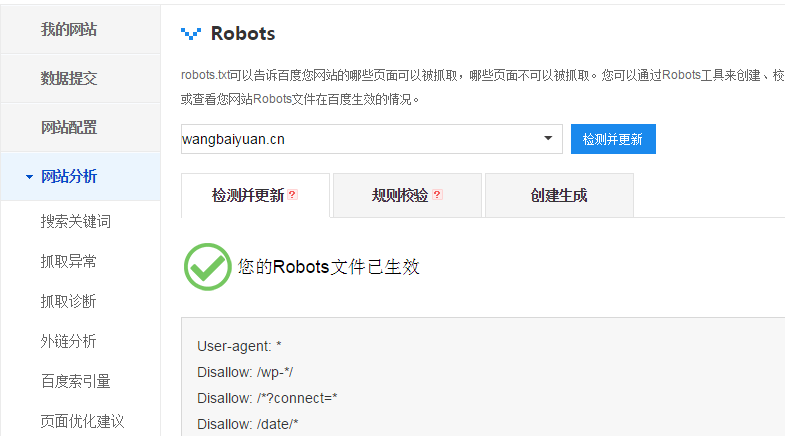 我的网站
数据提交
网站配置
网站分析
搜索关键词
抓取异常
抓取诊断
外链分析
百度索引量
页面优化建议
Robots
robots.txt可以告诉百度您网站的哪些页面可以被抓取，哪些页面不可以被抓取。您可以通过Robots工具来创建、校
或查看您网站Robots文件在百度生效的情况。
wangbaiyuan.cn
检测并更新
检测并更新 ?
规则校验 ?
创建生成
您的Robots文件已生效
User-agent: *
Disallow: /wp-*/
Disallow: /*?connect=*
Disallow: /date/*